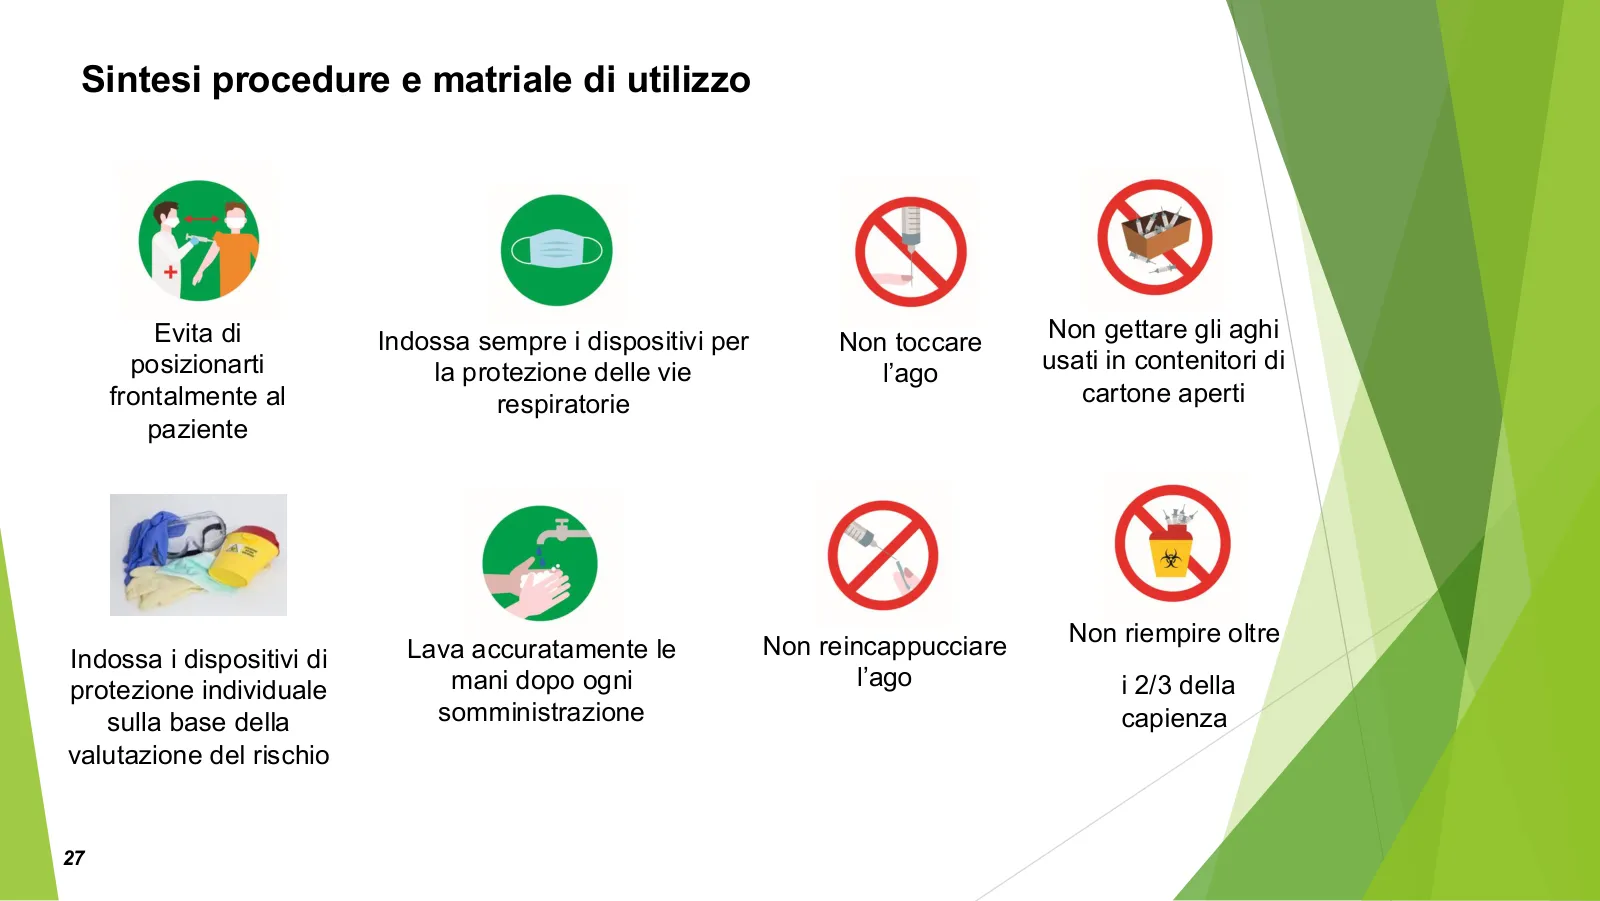 Sintesi procedure e matriale di utilizzo
Evita di
posizionarti
frontalmente al
paziente
Indossa sempre i dispositivi per
la protezione delle vie
respiratorie
Non toccare
l’ago
Non gettare gli aghi
usati in contenitori di
cartone aperti
Indossa i dispositivi di
protezione individuale
sulla base della
valutazione del rischio
Lava accuratamente le
mani dopo ogni
somministrazione
Non reincappucciare
l’ago
Non riempire oltre
i 2/3 della
capienza
27